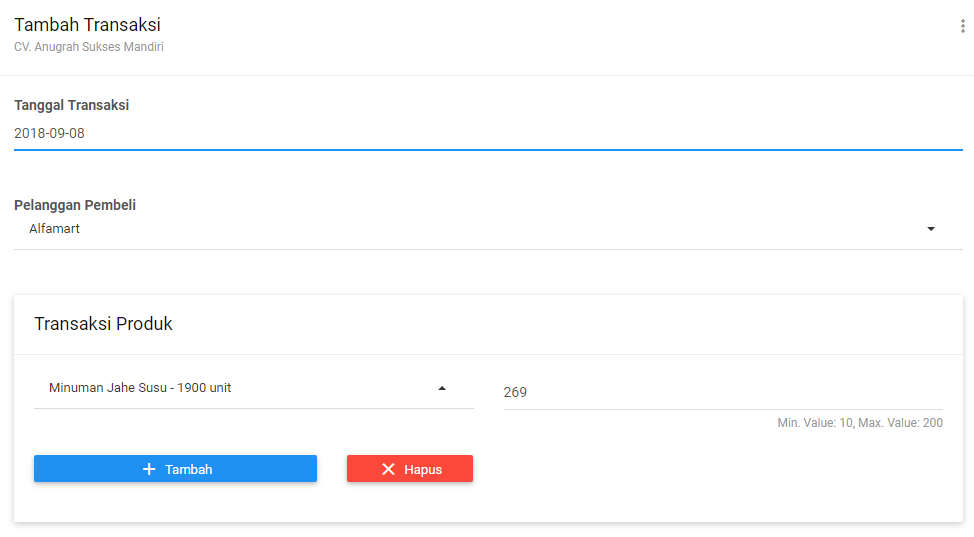 Tambah Transaksi
CV. Anugrah Sukses Mandiri
Tanggal Transaksi
2018-09-08
Pelanggan Pembeli
Alfamart
Transaksi Produk
Minuman Jahe Susu - 1900 unit
269
Min. Value: 10, Max. Value: 200
Tambah
Hapus